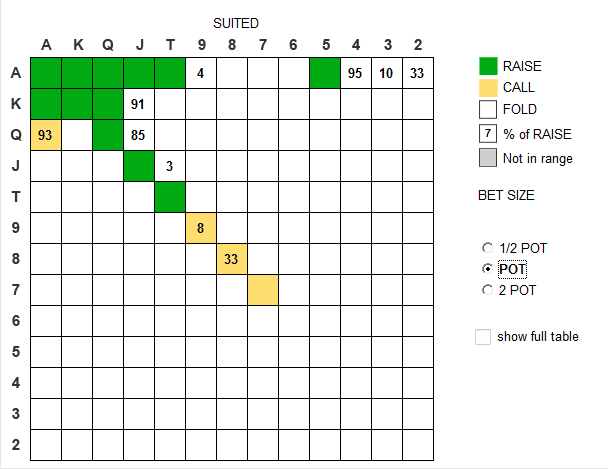 SUITED
A K Q J T 9 8 7 6 5 4 3 2
A 4 95 10 33
K 91
Q 93 85
J 3
T
9 8
8 33
7
6
5
4
3
2
RAISE
CALL
FOLD
7 % of RAISE
Not in range
BET SIZE
1/2 POT
POT
2 POT
show full table